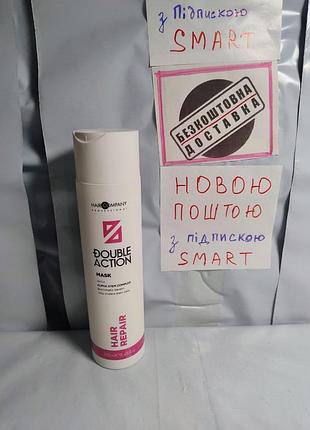 з Підпискою
SMART
БЕЗКОШТОВНА
ДОСТАВКА
НОВОЮ
ПОШТОЮ
з підпискою
SMART
HAIR COMPANY
PROFESSIONAL
DOUBLE
ACTION
MASK
HAIR
REPAIR